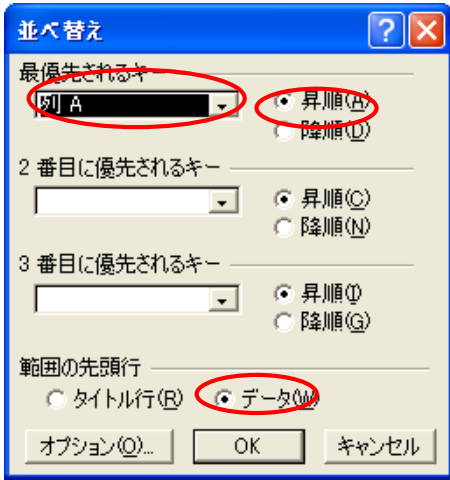 並べ替え
最優先されるキー
列 A
昇順(A)
降順(D)
2 番目に優先されるキー
昇順(C)
降順(N)
3 番目に優先されるキー
昇順(I)
降順(G)
範囲の先頭行
タイトル行(R)
データ(W)
オプション(O)...
OK
キャンセル